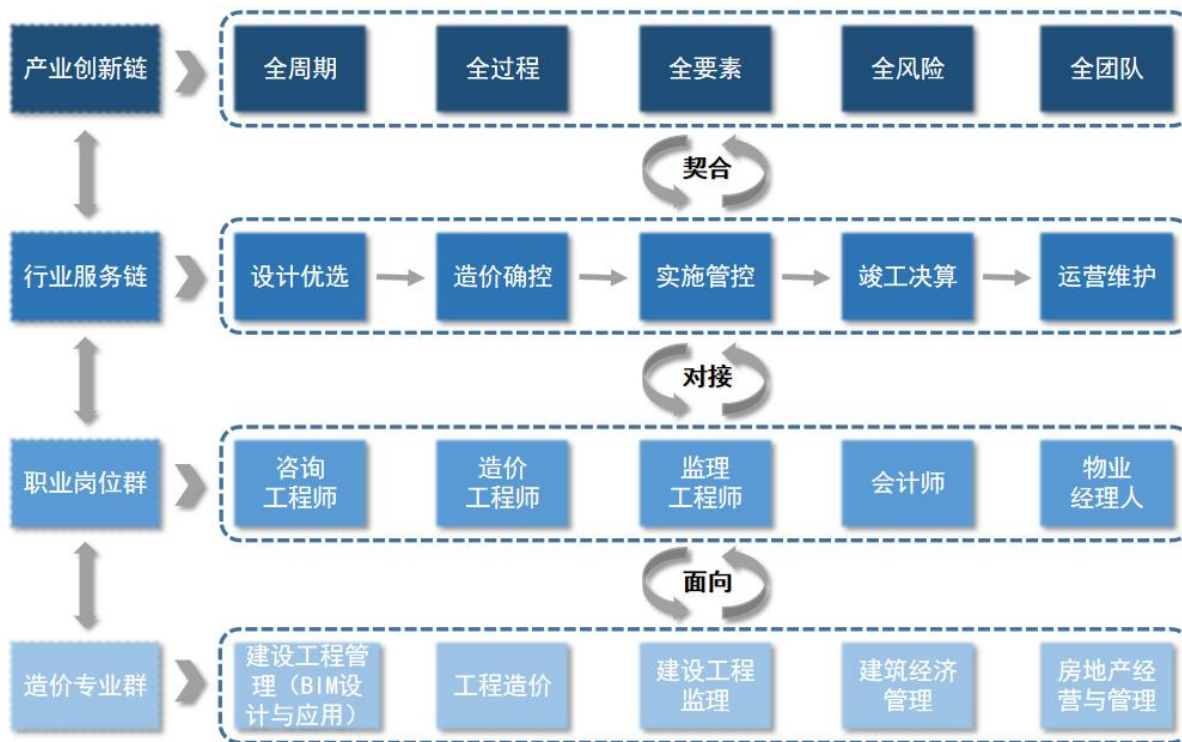 产业创新链
全周期
全过程
全要素
全风险
全团队
契合
行业服务链
设计优选
造价确控
实施管控
竣工决算
运营维护
对接
职业岗位群
咨询
工程师
造价
工程师
监理
工程师
会计师
物业
经理人
面向
造价专业群
建设工程管
理（BIM设
计与应用）
工程造价
建设工程
监理
建筑经济
管理
房地产经
营与管理